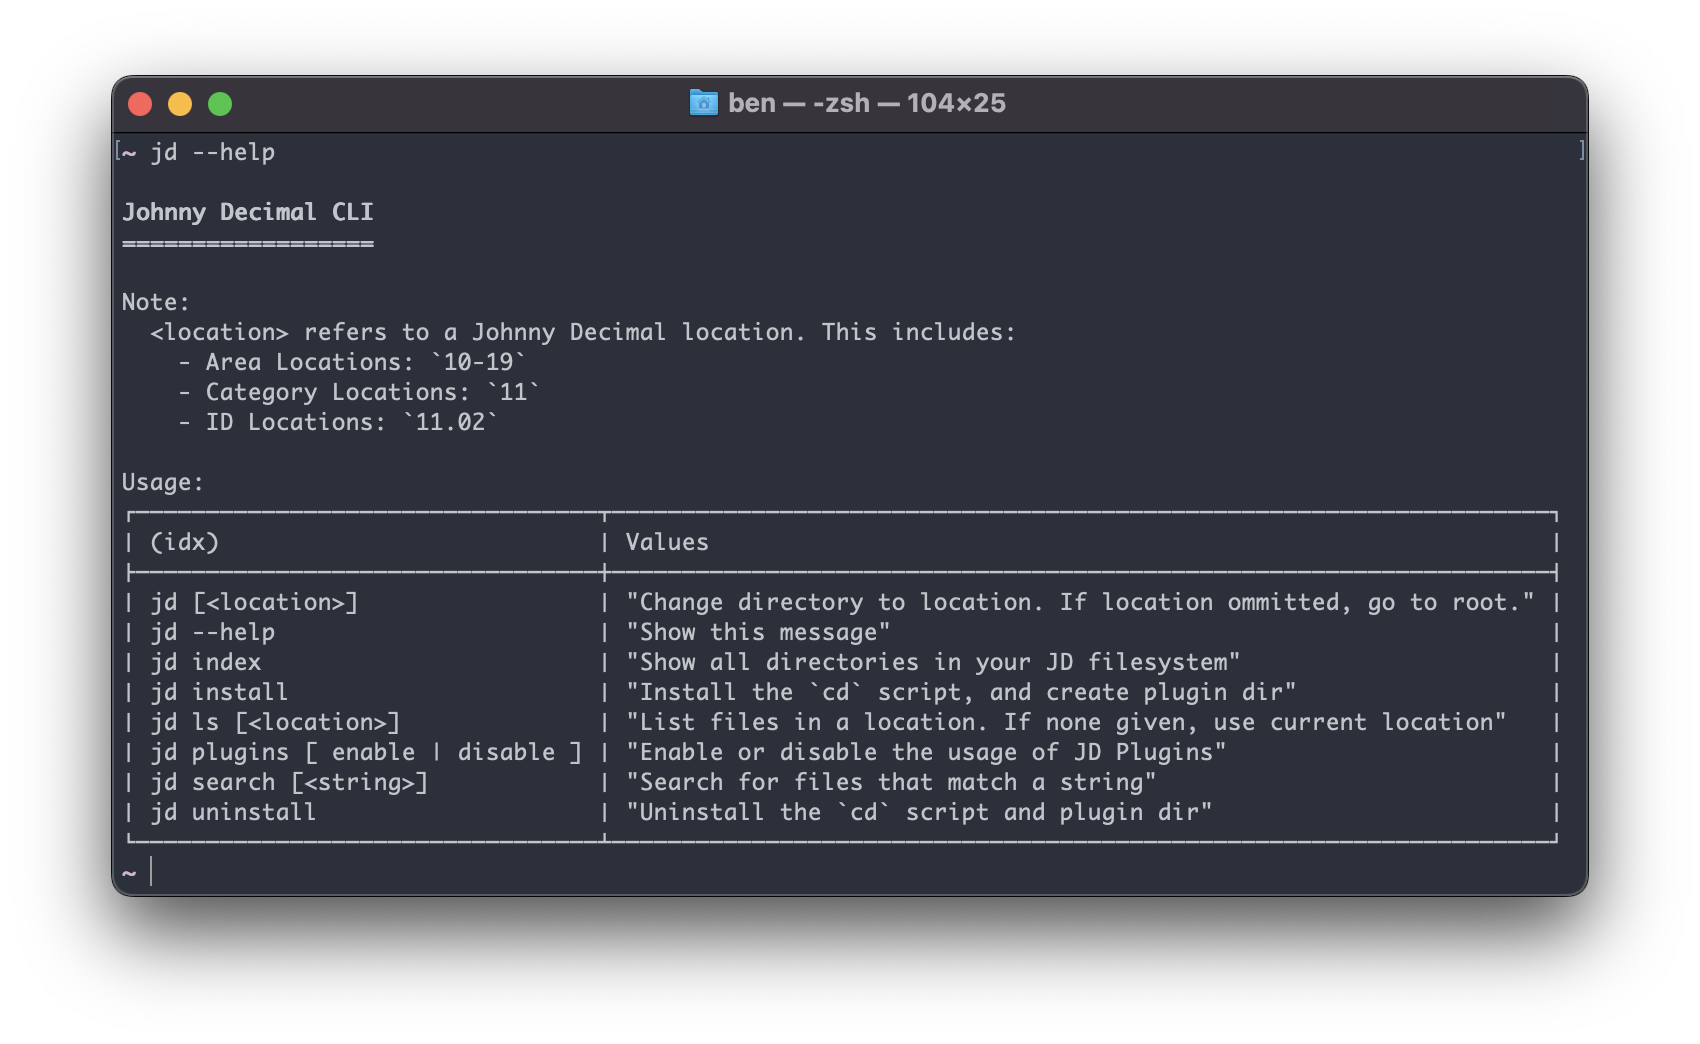 ben — -zsh — 104×25
[~ jd --help ]
Johnny Decimal CLI
==================
Note:
<location> refers to a Johnny Decimal location. This includes:
- Area Locations: `10-19`
- Category Locations: `11`
- ID Locations: `11.02`
Usage:
| (idx) | Values |
| jd [<location>] | "Change directory to location. If location ommitted, go to root." |
| jd --help | "Show this message" |
| jd index | "Show all directories in your JD filesystem" |
| jd install | "Install the `cd` script, and create plugin dir" |
| jd ls [<location>] | "List files in a location. If none given, use current location" |
| jd plugins [ enable | disable ] | "Enable or disable the usage of JD Plugins" |
| jd search [<string>] | "Search for files that match a string" |
| jd uninstall | "Uninstall the `cd` script and plugin dir" |
~